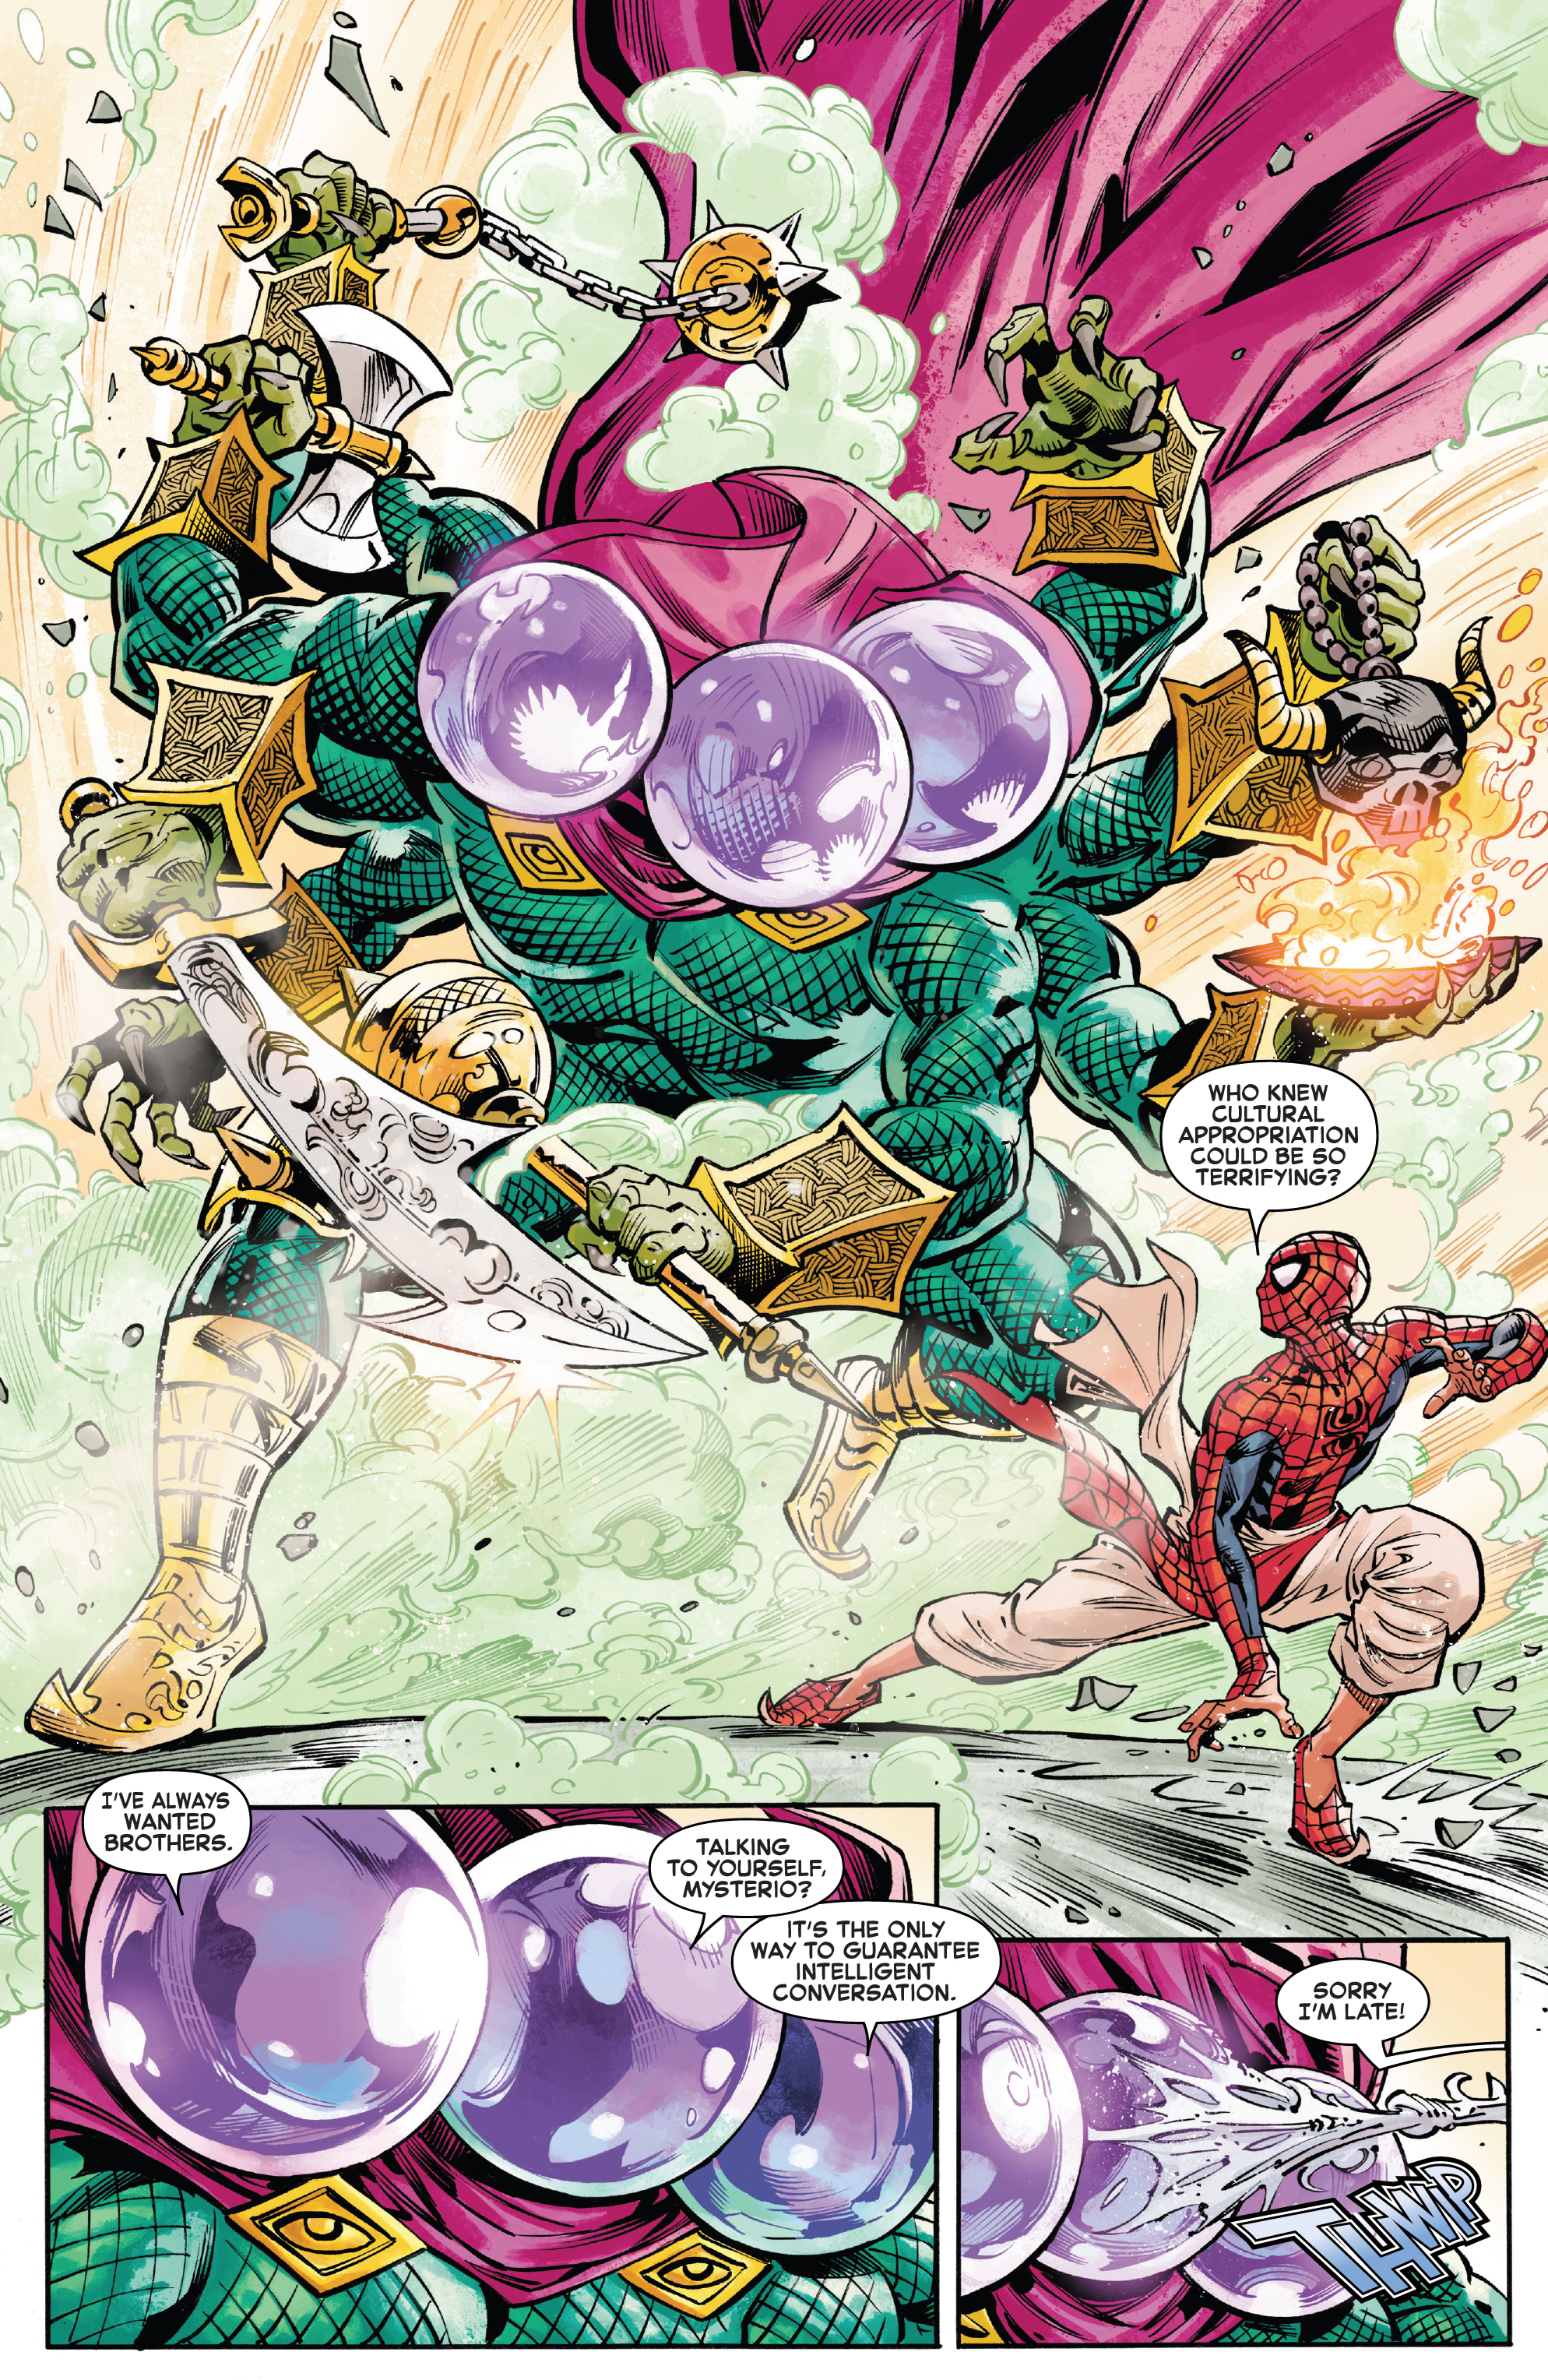 WHO KNEW
CULTURAL
APPROPRIATION
COULD BE SO
TERRIFYING?
I'VE ALWAYS
WANTED
BROTHERS.
TALKING
TO YOURSELF,
MYSTERIO?
IT'S THE ONLY
WAY TO GUARANTEE
INTELLIGENT
CONVERSATION.
SORRY
I'M LATE!
THWIP